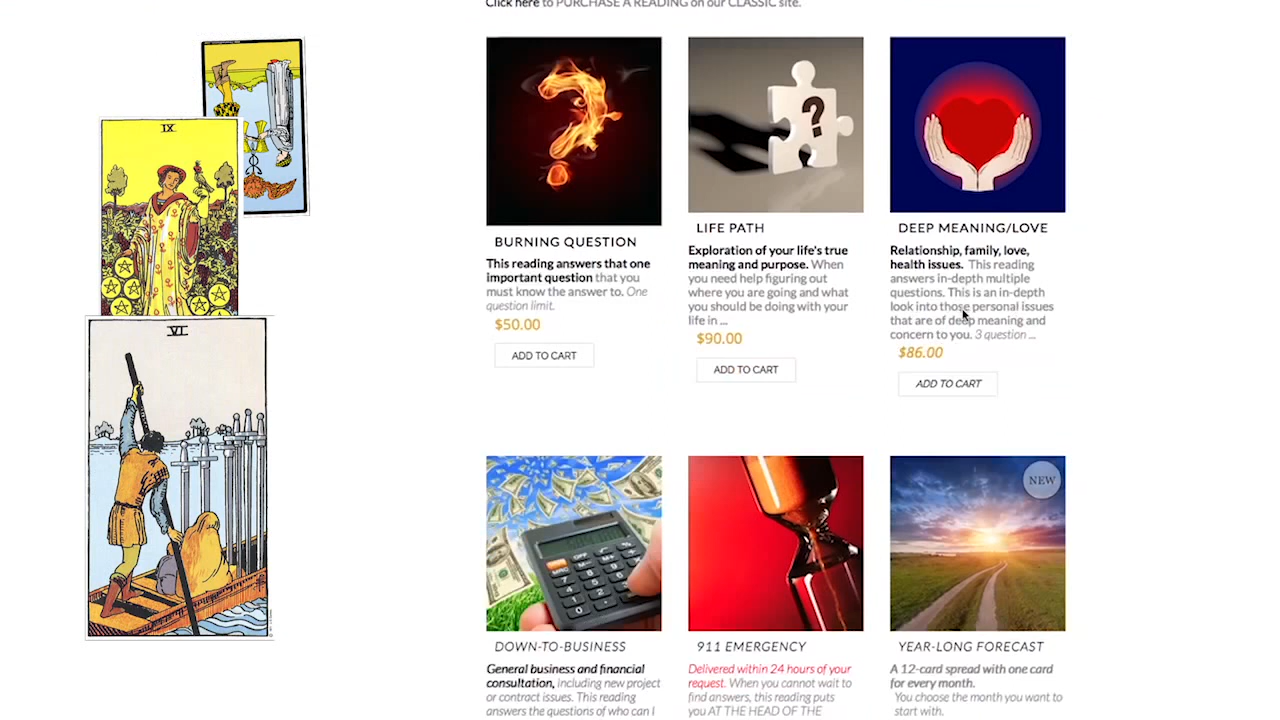 Click here to PURCHASE A READING on our CLASSIC site.
IX
VI
BURNING QUESTION
This reading answers that one
important question that you
must know the answer to. One
question limit.
$50.00
ADD TO CART
?
LIFE PATH
Exploration of your life's true
meaning and purpose. When
you need help figuring out
where you are going and what
you should be doing with your
life in ...
$90.00
ADD TO CART
DEEP MEANING/LOVE
Relationship, family, love,
health issues. This reading
answers in-depth multiple
questions. This is an in-depth
look into those personal issues
that are of deep meaning and
concern to you. 3 question ...
$86.00
ADD TO CART
DOWN-TO-BUSINESS
General business and financial
consultation, including new project
or contract issues. This reading
answers the questions of who can I
911 EMERGENCY
Delivered within 24 hours of your
request. When you cannot wait to
find answers, this reading puts
you AT THE HEAD OF THE
NEW
YEAR-LONG FORECAST
A 12-card spread with one card
for every month.
You choose the month you want to
start with.